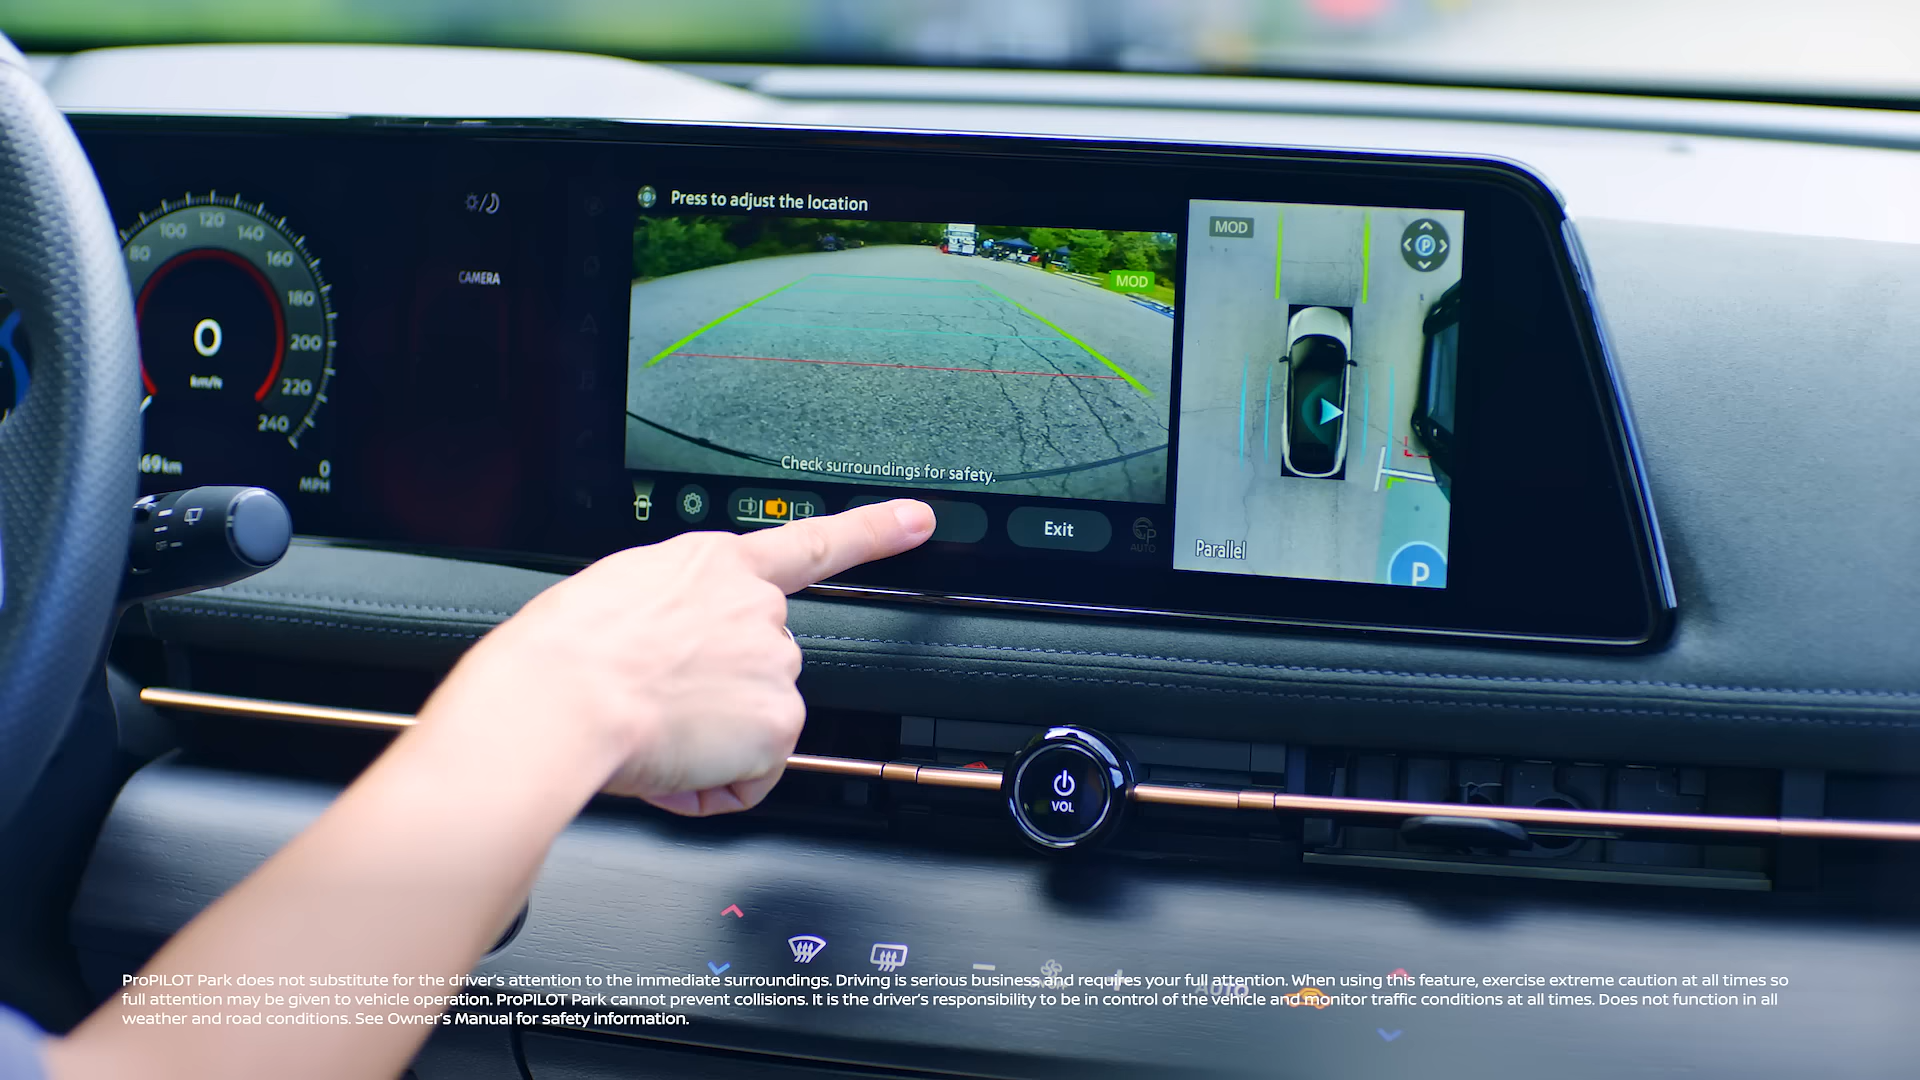 80
100
120
140
160
180
200
220
240
0
km/h
69km
0
MPH
CAMERA
Press to adjust the location
MOD
Check surroundings for safety.
Exit
AUTO
MOD
P
Parallel
P
OFF
VOL
AUTO
ProPILOT Park does not substitute for the driver's attention to the immediate surroundings. Driving is serious business and requires your full attention. When using this feature, exercise extreme caution at all times so
full attention may be given to vehicle operation. ProPILOT Park cannot prevent collisions. It is the driver's responsibility to be in control of the vehicle and monitor traffic conditions at all times. Does not function in all
weather and road conditions. See Owner's Manual for safety information.